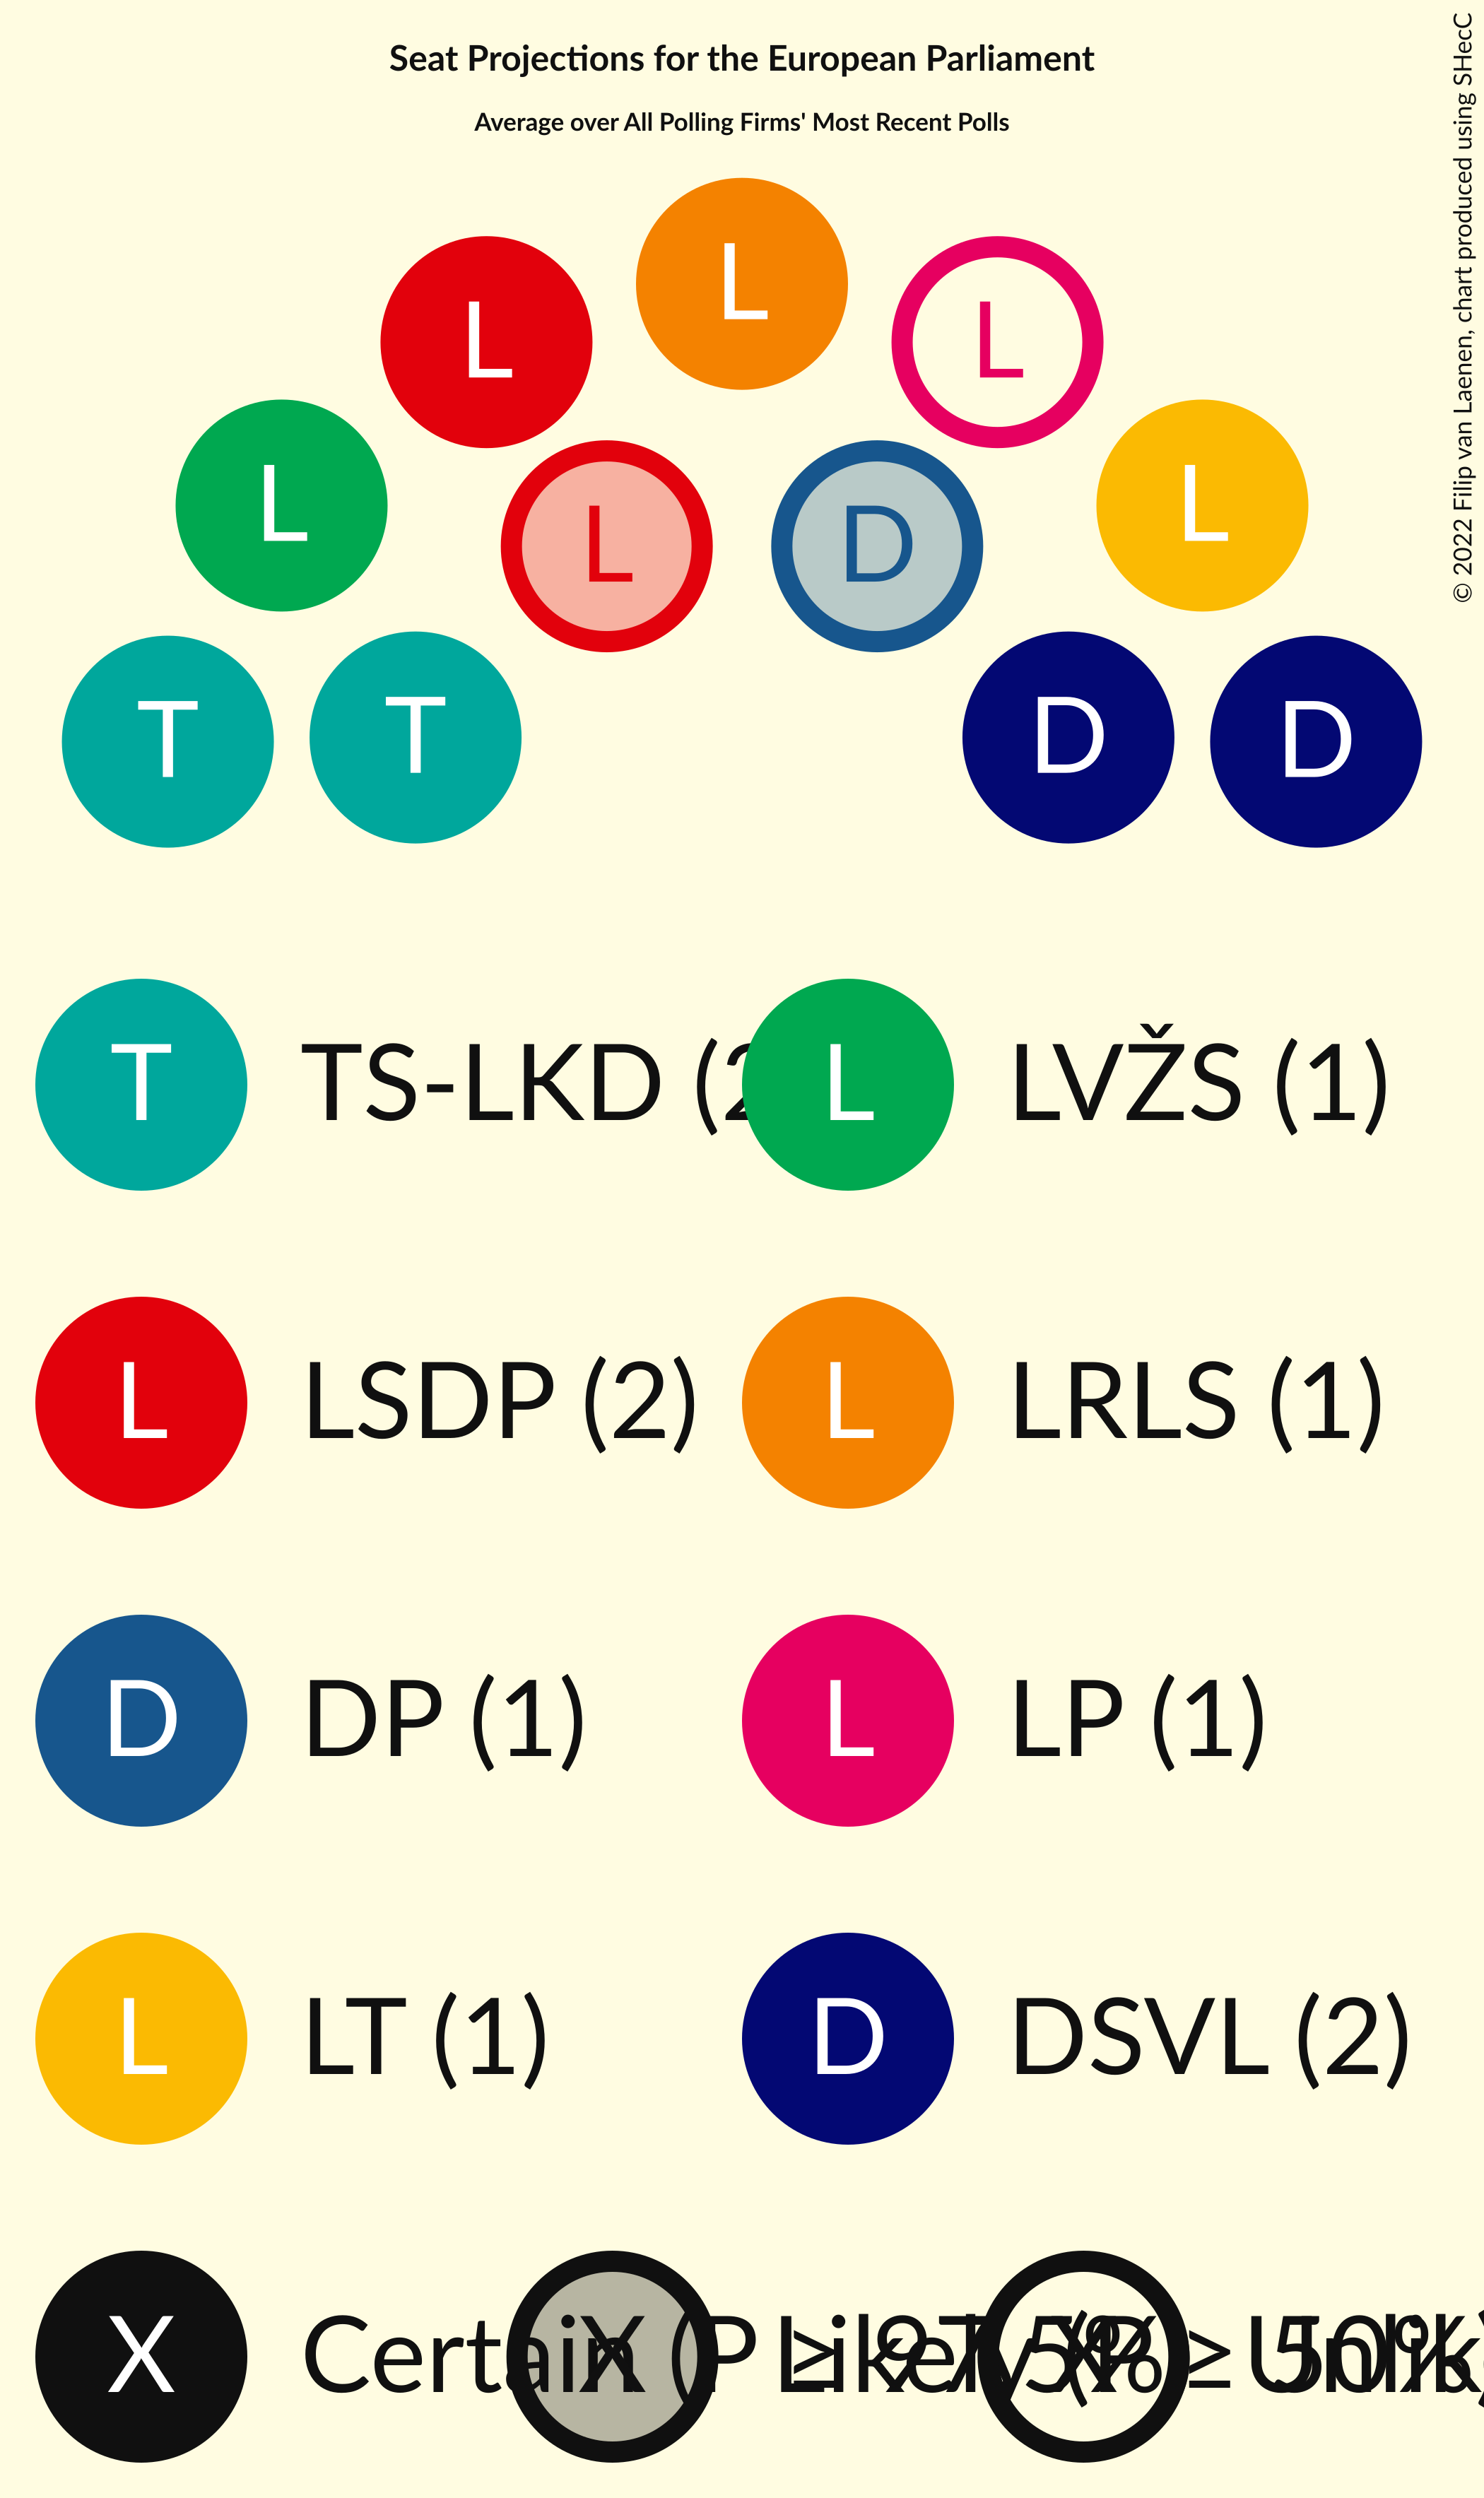 Seat Projections for the European Parliament
Average over All Polling Firms' Most Recent Polls
© 2022 Filip van Laenen, chart produced using SHecC
L
L L
L L
L D
T T D D
T TS-LKD (2 L LVŽS (1)
L LSDP (2) L LRLS (1)
D DP (1) L LP (1)
L LT (1) D DSVL (2)
X Certain X Likely X